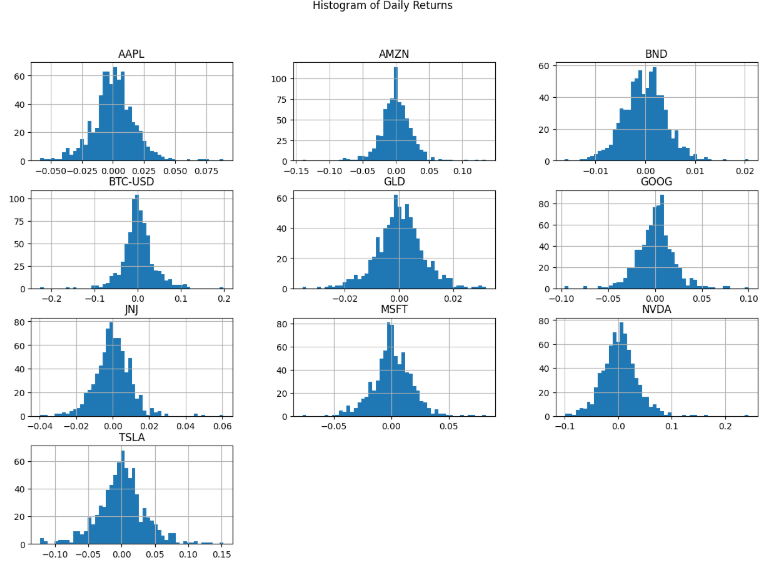 Histogram of Daily Returns
AAPL
AMZN
BND
60
40
20
0
100
75
50
25
0
60
40
20
0
−0.050 −0.025 0.000 0.025 0.050 0.075
−0.15 −0.10 −0.05 0.00 0.05 0.10
−0.01 0.00 0.01 0.02
BTC-USD
GLD
GOOG
100
75
50
25
0
60
40
20
0
80
60
40
20
0
−0.2 −0.1 0.0 0.1 0.2
−0.02 0.00 0.02
−0.10 −0.05 0.00 0.05 0.10
JNJ
MSFT
NVDA
80
60
40
20
0
80
60
40
20
0
80
60
40
20
0
−0.04 −0.02 0.00 0.02 0.04 0.06
−0.05 0.00 0.05
−0.1 0.0 0.1 0.2
TSLA
60
40
20
0
−0.10 −0.05 0.00 0.05 0.10 0.15